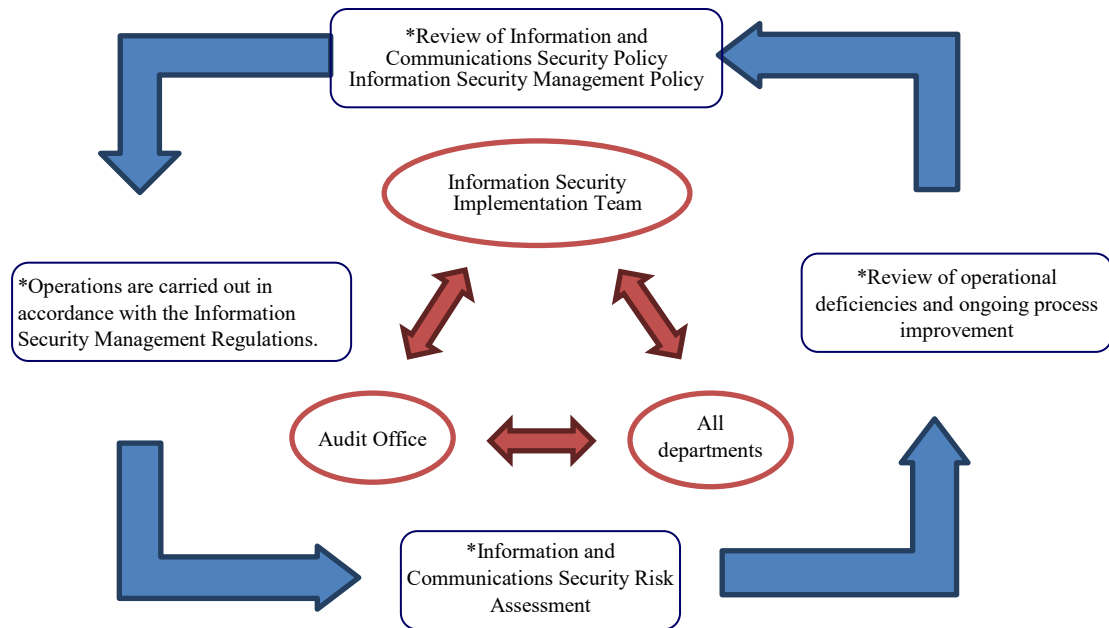 *Review of Information and
Communications Security Policy
Information Security Management Policy
Information Security
Implementation Team
*Operations are carried out in
accordance with the Information
Security Management Regulations.
*Review of operational
deficiencies and ongoing process
improvement
Audit Office
All
departments
*Information and
Communications Security Risk
Assessment